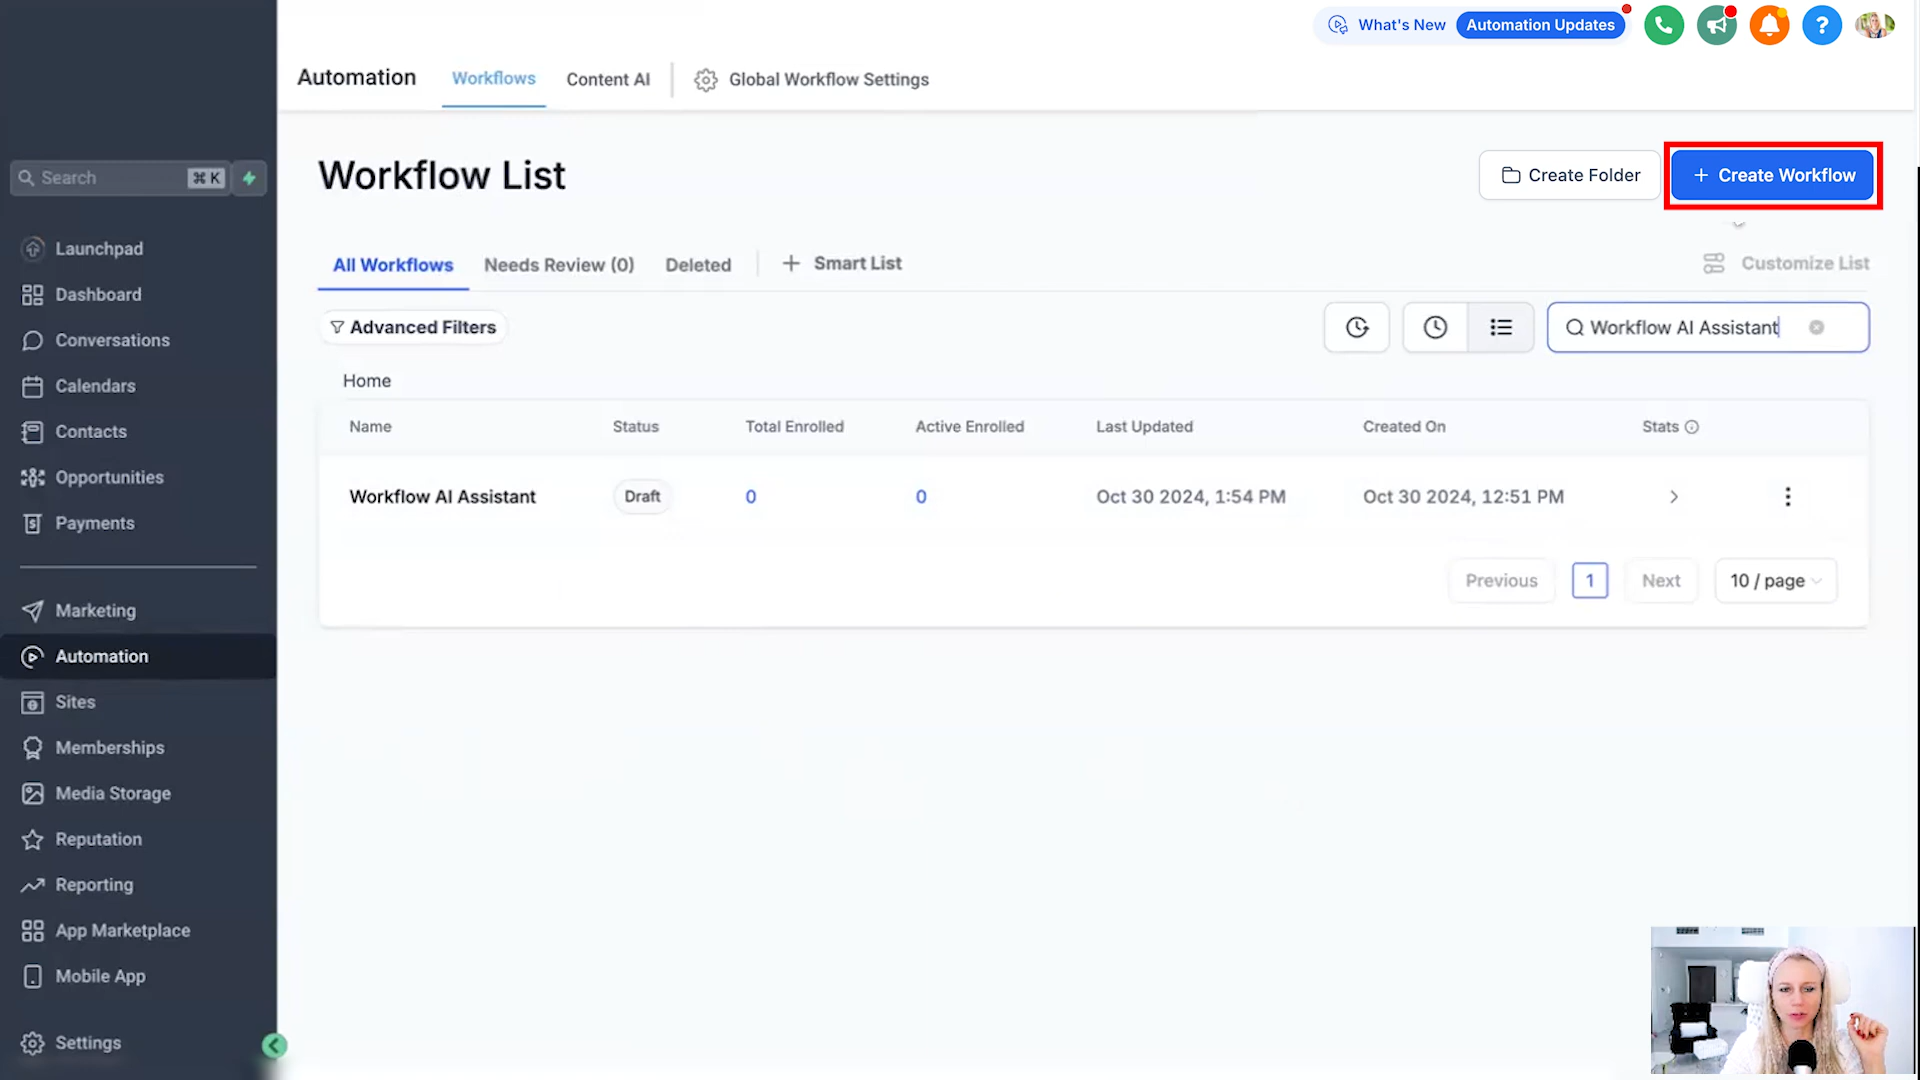 What's New Automation Updates ?
Automation Workflows Content AI Global Workflow Settings
Workflow List
Create Folder + Create Workflow
Search ⌘ K
All Workflows Needs Review (0) Deleted + Smart List Customize List
Advanced Filters
Workflow AI Assistant
Home
Name Status Total Enrolled Active Enrolled Last Updated Created On Stats
Workflow AI Assistant Draft 0 0 Oct 30 2024, 1:54 PM Oct 30 2024, 12:51 PM
Previous 1 Next 10 / page
Launchpad
Dashboard
Conversations
Calendars
Contacts
Opportunities
Payments
Marketing
Automation
Sites
Memberships
Media Storage
Reputation
Reporting
App Marketplace
Mobile App
Settings